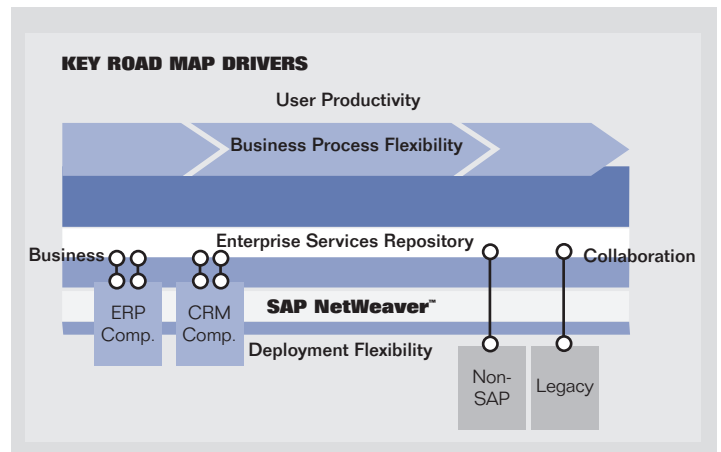 KEY ROAD MAP DRIVERS
User Productivity
Business Process Flexibility
Enterprise Services Repository
Business
Collaboration
ERP
Comp.
CRM
Comp.
SAP NetWeaver™
Deployment Flexibility
Non-
SAP
Legacy